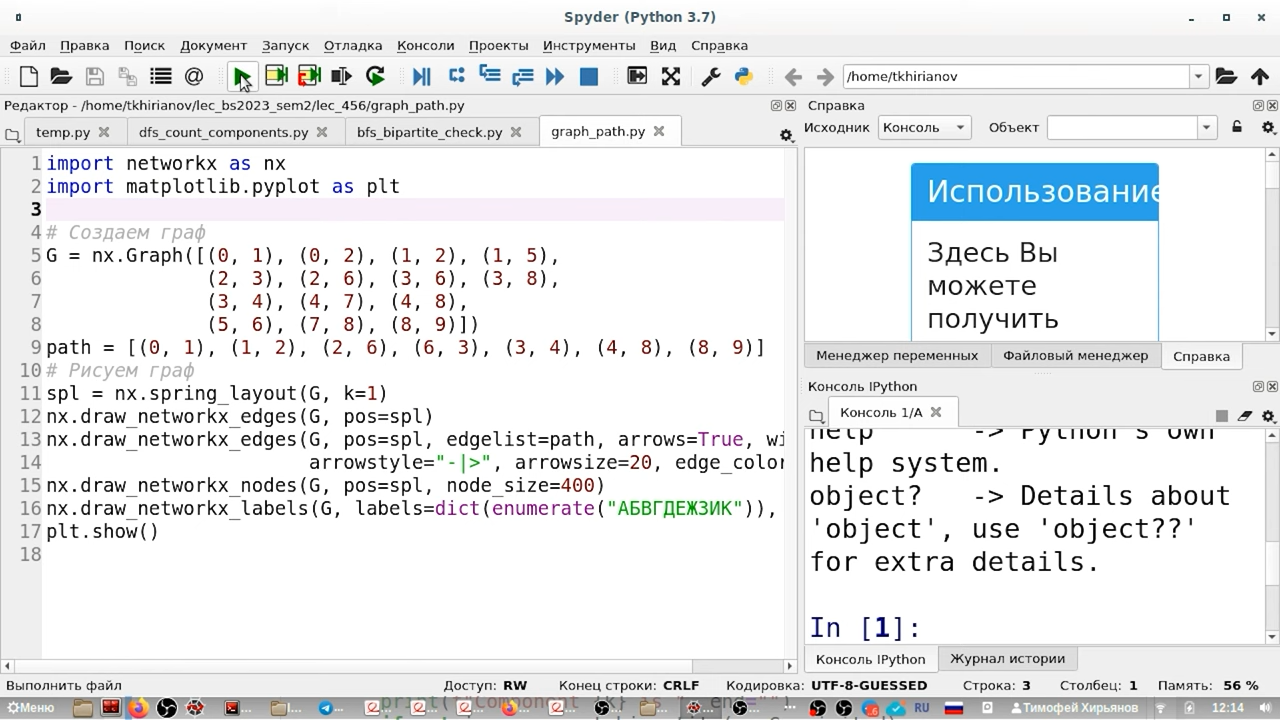 Spyder (Python 3.7)
Файл Правка Поиск Документ Запуск Отладка Консоли Проекты Инструменты Вид Справка
/home/tkhirianov
Редактор - /home/tkhirianov/lec_bs2023_sem2/lec_456/graph_path.py
temp.py dfs_count_components.py bfs_bipartite_check.py graph_path.py
1 import networkx as nx
2 import matplotlib.pyplot as plt
3
4 # Создаем граф
5 G = nx.Graph([(0, 1), (0, 2), (1, 2), (1, 5),
6 (2, 3), (2, 6), (3, 6), (3, 8),
7 (3, 4), (4, 7), (4, 8),
8 (5, 6), (7, 8), (8, 9)])
9 path = [(0, 1), (1, 2), (2, 6), (6, 3), (3, 4), (4, 8), (8, 9)]
10 # Рисуем граф
11 spl = nx.spring_layout(G, k=1)
12 nx.draw_networkx_edges(G, pos=spl)
13 nx.draw_networkx_edges(G, pos=spl, edgelist=path, arrows=True, wi
14 arrowstyle="-|>", arrowsize=20, edge_color
15 nx.draw_networkx_nodes(G, pos=spl, node_size=400)
16 nx.draw_networkx_labels(G, labels=dict(enumerate("АБВГДЕЖЗИК")),
17 plt.show()
18
Справка
Исходник Консоль Объект
Использование
Здесь Вы
можете
получить
Менеджер переменных Файловый менеджер Справка
Консоль IPython
Консоль 1/A
help -> Python's own
help system.
object? -> Details about
'object', use 'object??'
for extra details.
In [1]:
Консоль IPython Журнал истории
Выполнить файл Доступ: RW Конец строки: CRLF Кодировка: UTF-8-GUESSED Строка: 3 Столбец: 1 Память: 56 %
Меню RU Тимофей Хирьянов 12:14